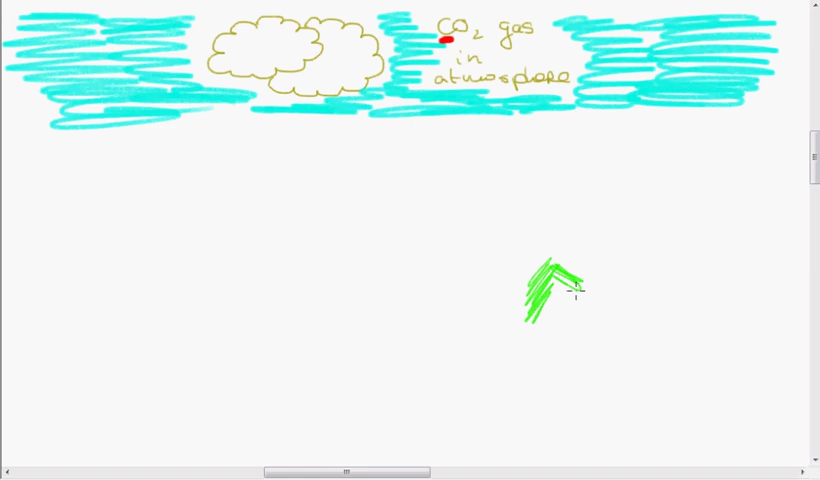 CO₂ gas
in
atmosphere